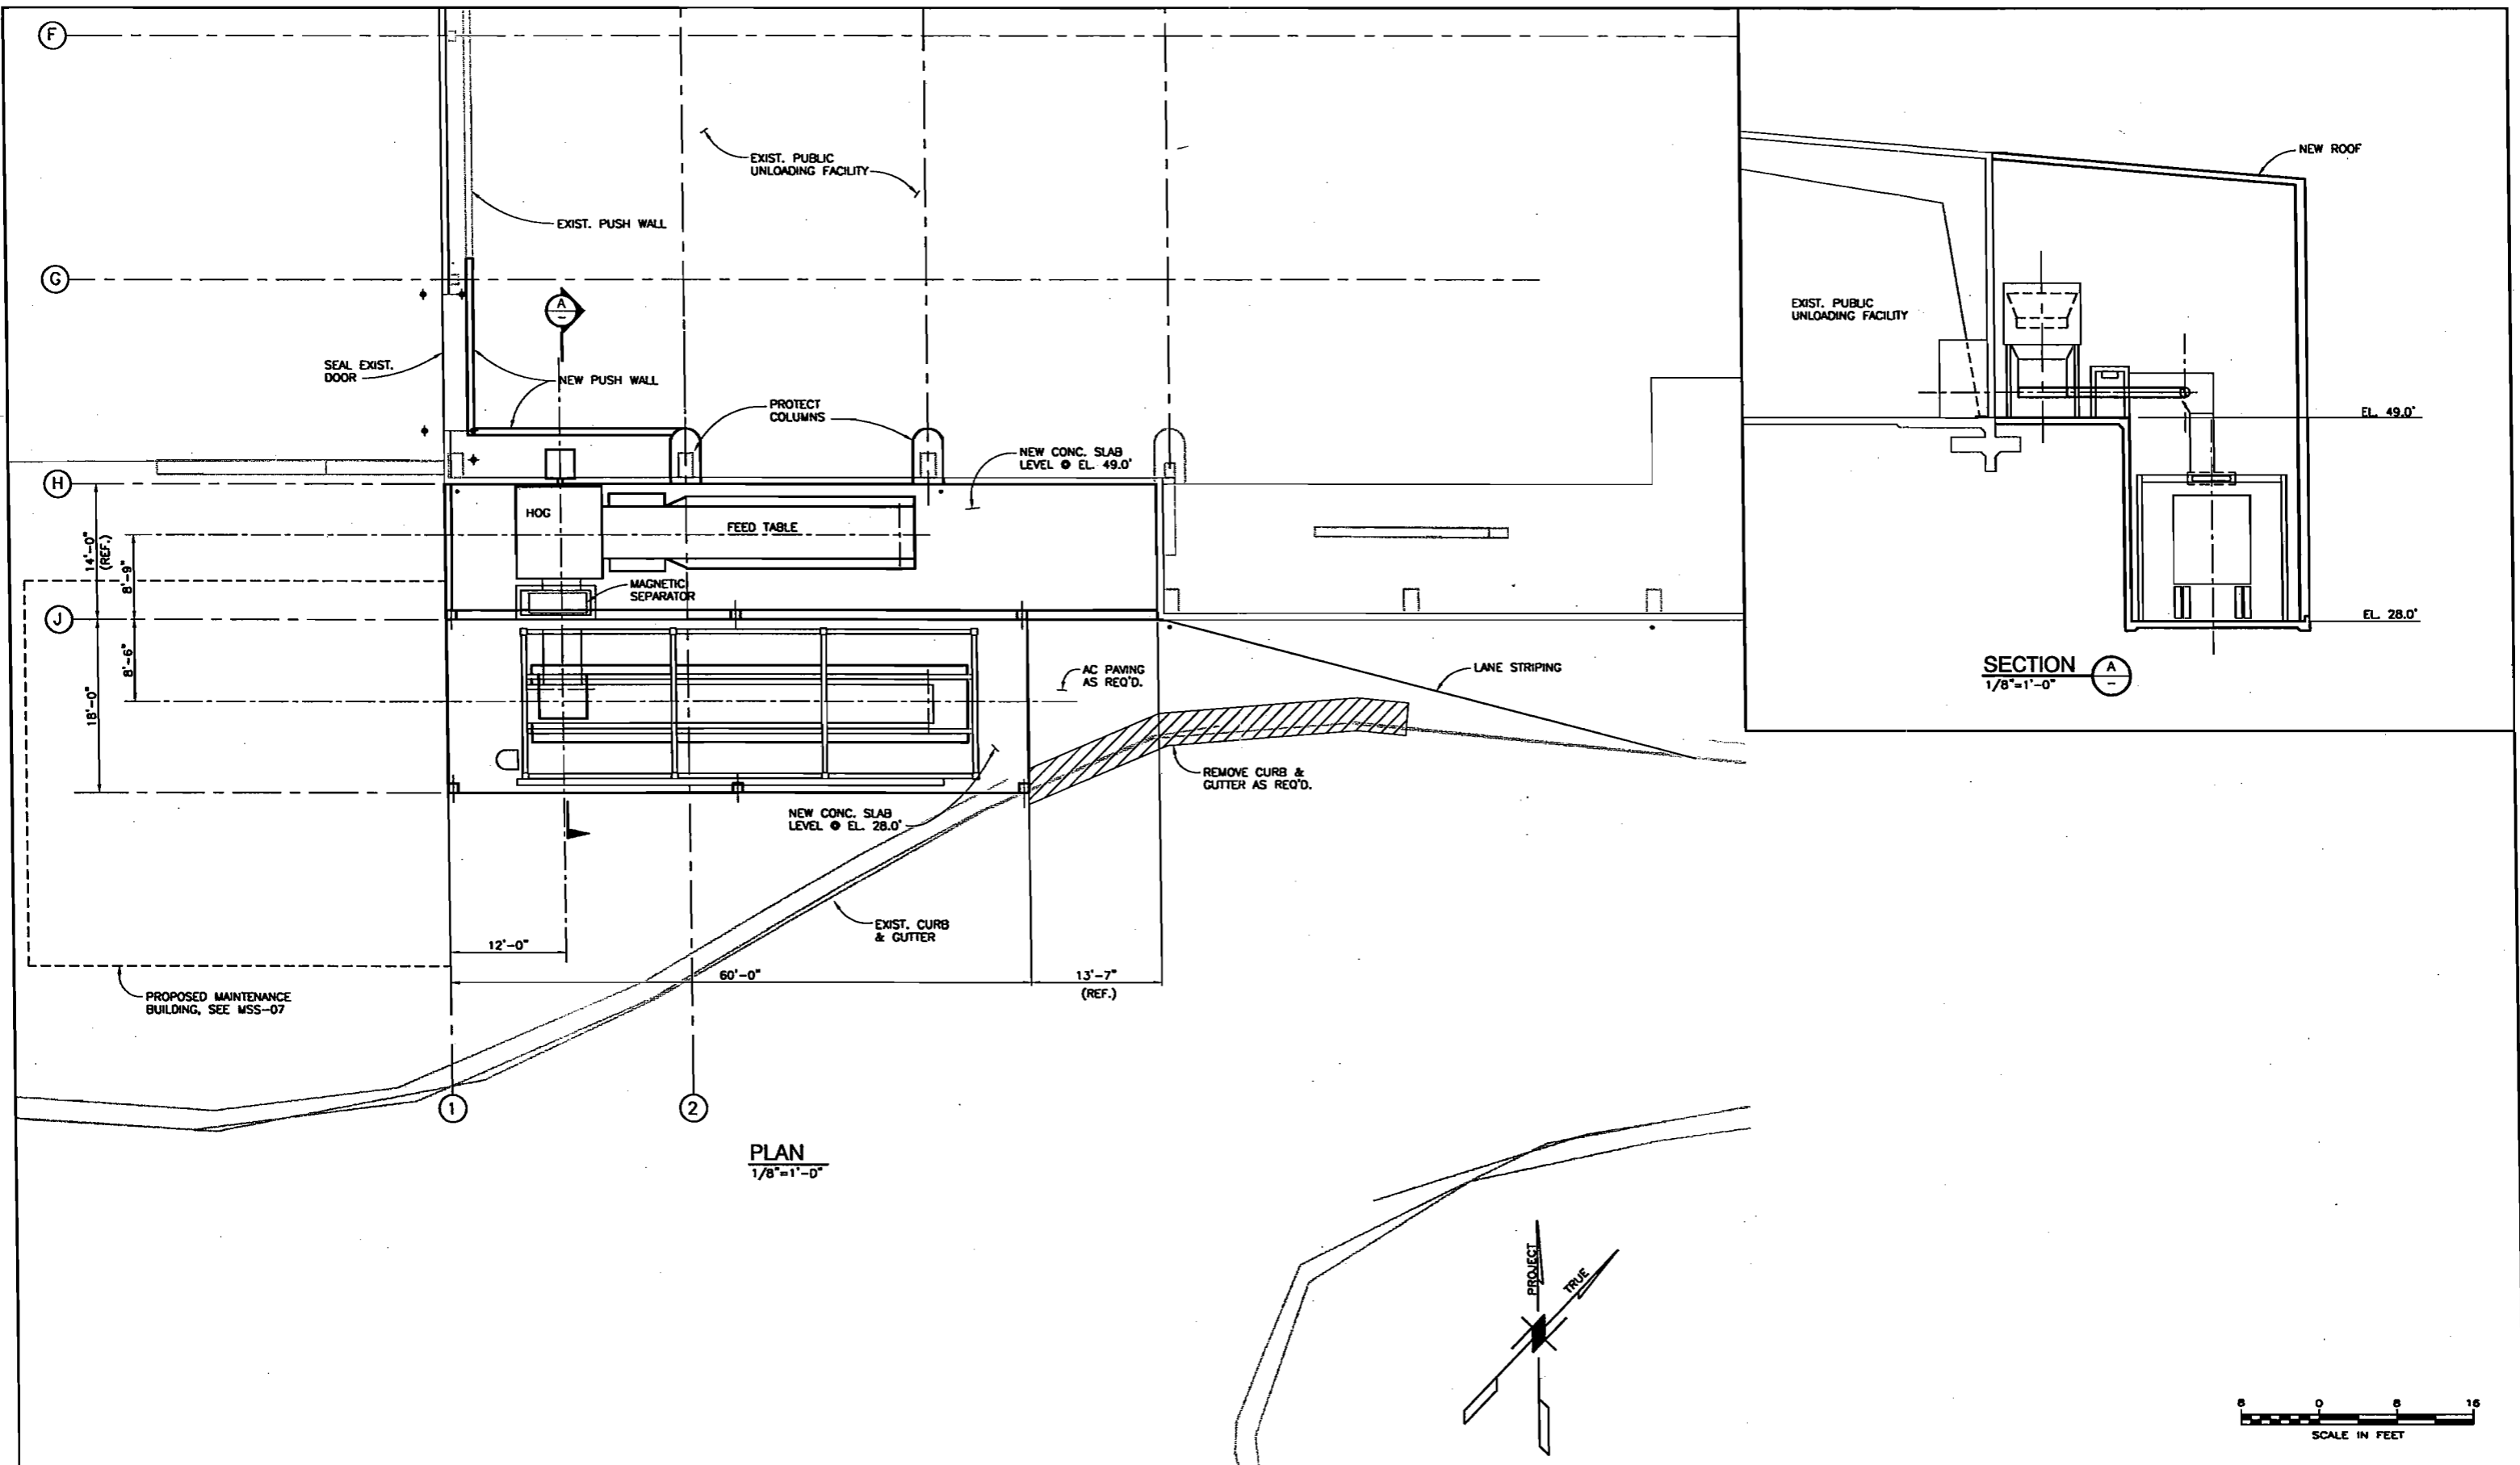 F
EXIST. PUBLIC
UNLOADING FACILITY
NEW ROOF
EXIST. PUSH WALL
G
A
–
EXIST. PUBLIC
UNLOADING FACILITY
SEAL EXIST.
DOOR
NEW PUSH WALL
PROTECT
COLUMNS
EL. 49.0'
NEW CONC. SLAB
LEVEL @ EL. 49.0'
H
HOG
FEED TABLE
14'-0"
(REF.)
8'-9"
MAGNETIC
SEPARATOR
J
EL. 28.0'
8'-6"
18'-0"
AC PAVING
AS REQ'D.
LANE STRIPING
SECTION
A
–
1/8"=1'-0"
REMOVE CURB &
GUTTER AS REQ'D.
NEW CONC. SLAB
LEVEL @ EL. 28.0'
EXIST. CURB
& GUTTER
12'-0"
60'-0"
13'-7"
(REF.)
PROPOSED MAINTENANCE
BUILDING, SEE MSS-07
1
2
PLAN
1/8"=1'-0"
PROJECT
TRUE
8 0 8 16
SCALE IN FEET